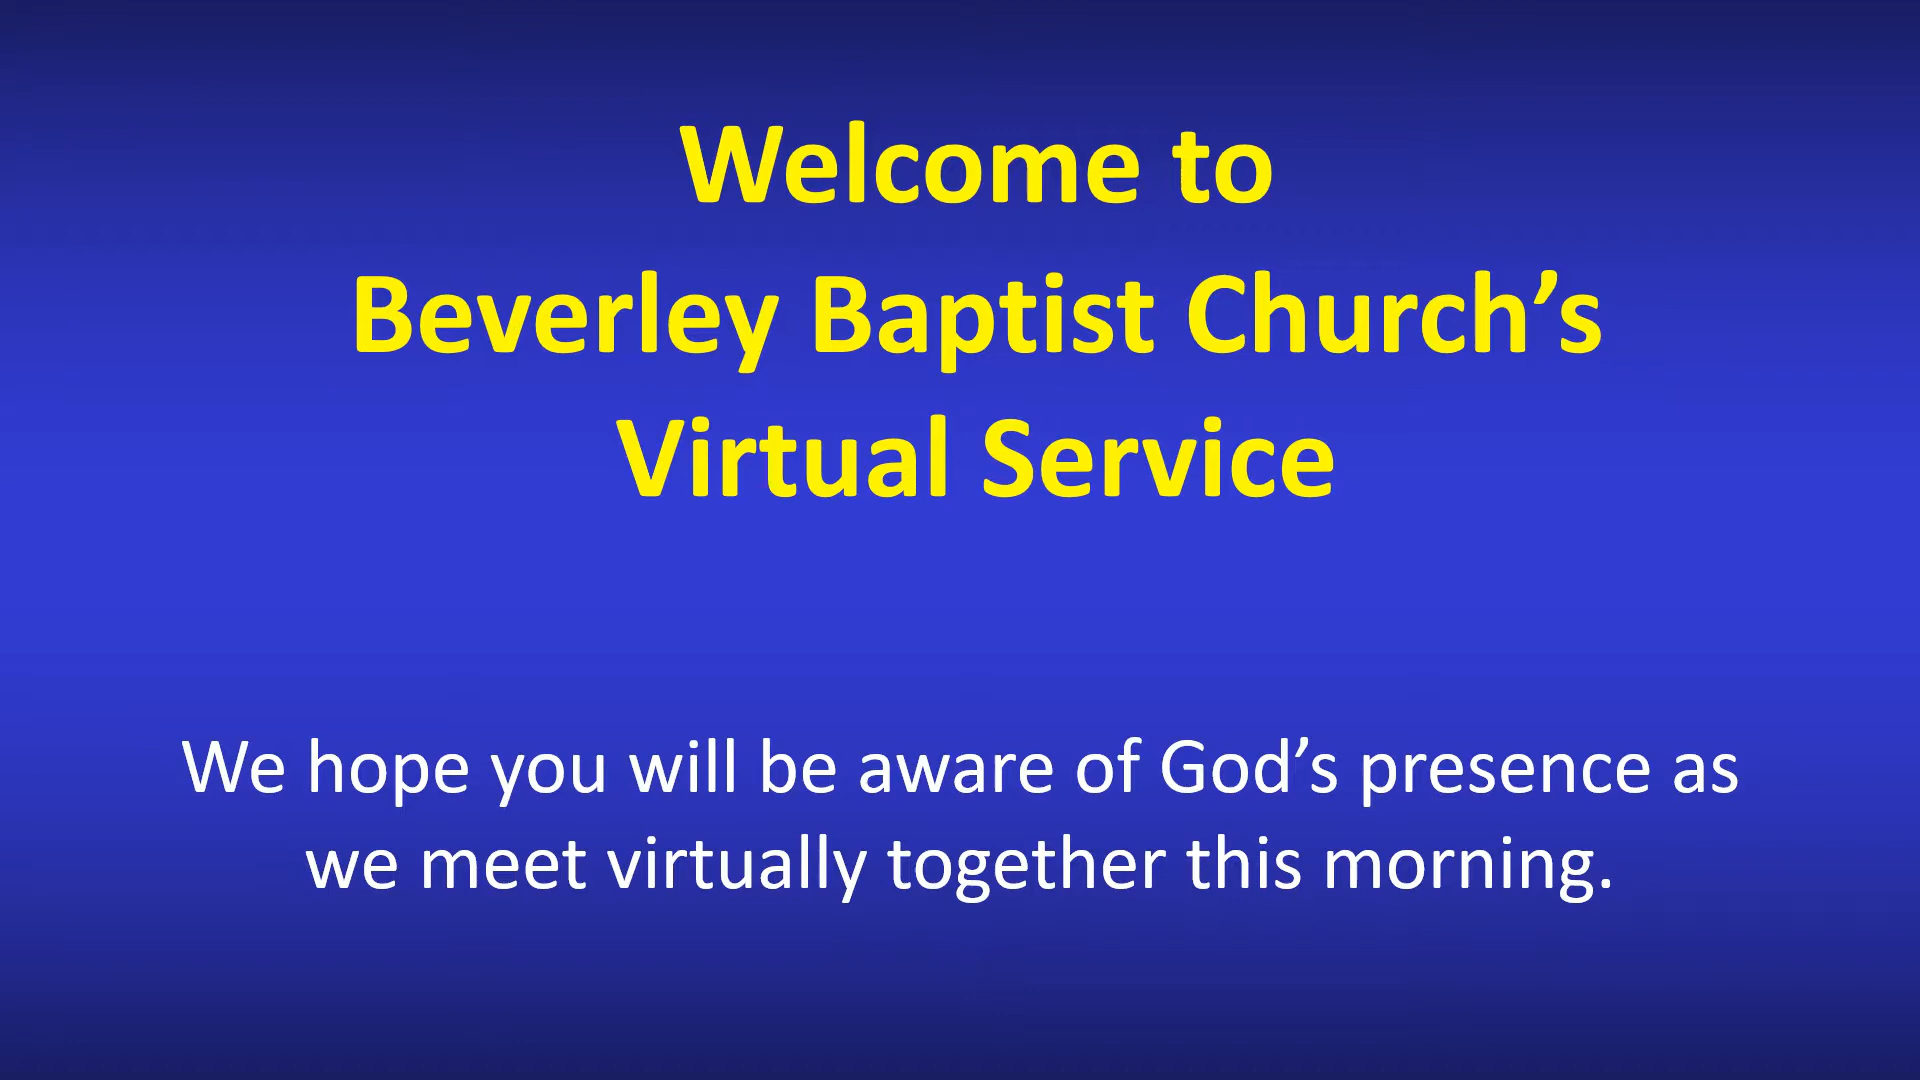 Welcome to
Beverley Baptist Church’s
Virtual Service
We hope you will be aware of God’s presence as
we meet virtually together this morning.